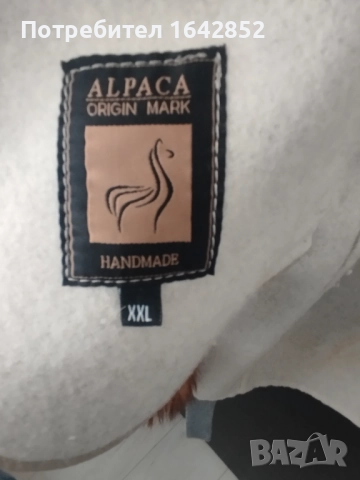 Потребител 1642852
ALPACA
ORIGIN MARK
HANDMADE
XXL
BAZAR